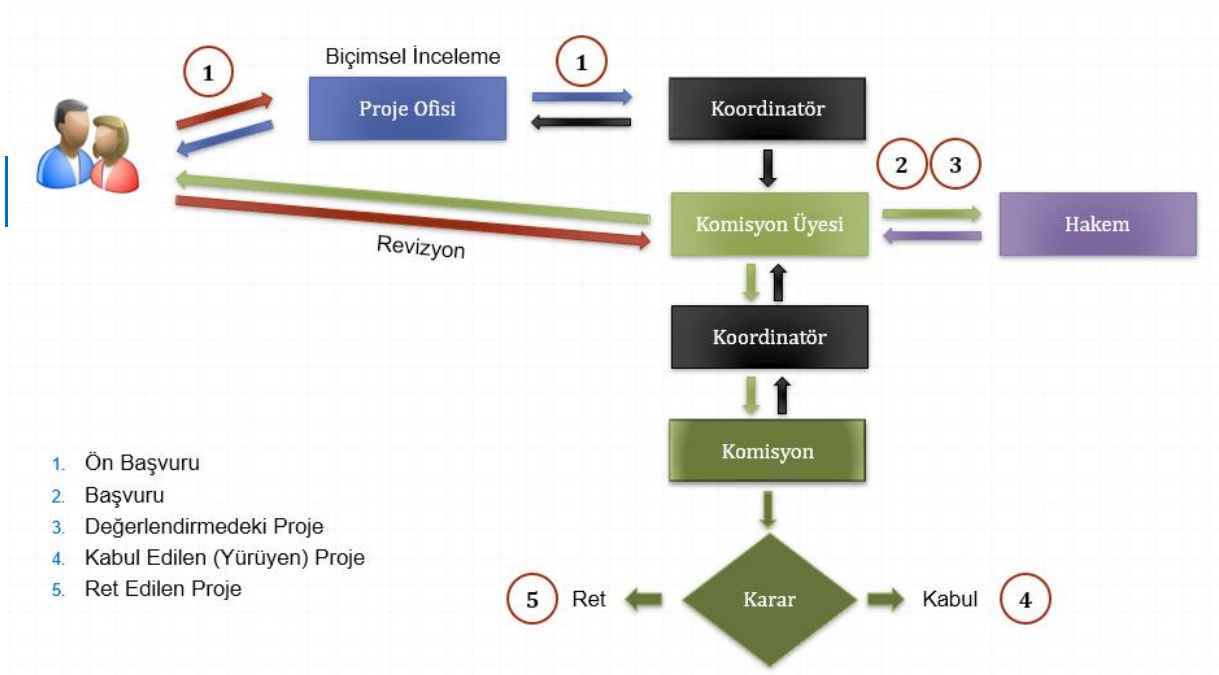 1
Biçimsel İnceleme
1
Proje Ofisi
Koordinatör
2
3
Komisyon Üyesi
Hakem
Revizyon
Koordinatör
Komisyon
1. Ön Başvuru
2. Başvuru
3. Değerlendirmedeki Proje
4. Kabul Edilen (Yürüyen) Proje
5. Ret Edilen Proje
5
Ret
Karar
Kabul
4